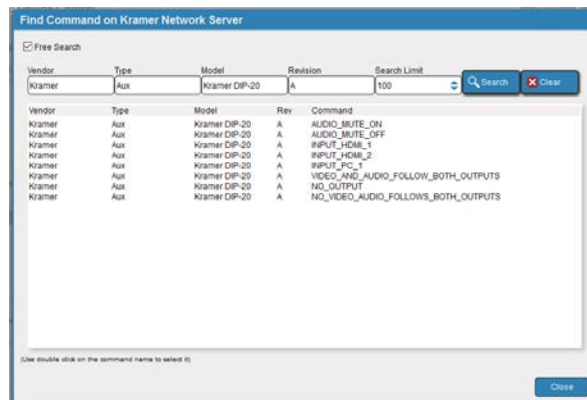 Find Command on Kramer Network Server
Free Search
Vendor Type Model Revision Search Limit
Kramer Aux Kramer DIP-20 A 100 Search Clear
Vendor Type Model Rev Command
Kramer Aux Kramer DIP-20 A AUDIO_MUTE_ON
Kramer Aux Kramer DIP-20 A AUDIO_MUTE_OFF
Kramer Aux Kramer DIP-20 A INPUT_HDMI_1
Kramer Aux Kramer DIP-20 A INPUT_HDMI_2
Kramer Aux Kramer DIP-20 A INPUT_PC_1
Kramer Aux Kramer DIP-20 A VIDEO_AND_AUDIO_FOLLOW_BOTH_OUTPUTS
Kramer Aux Kramer DIP-20 A NO_OUTPUT
Kramer Aux Kramer DIP-20 A NO_VIDEO_AUDIO_FOLLOWS_BOTH_OUTPUTS
(Use double click on the command name to select it)
Close